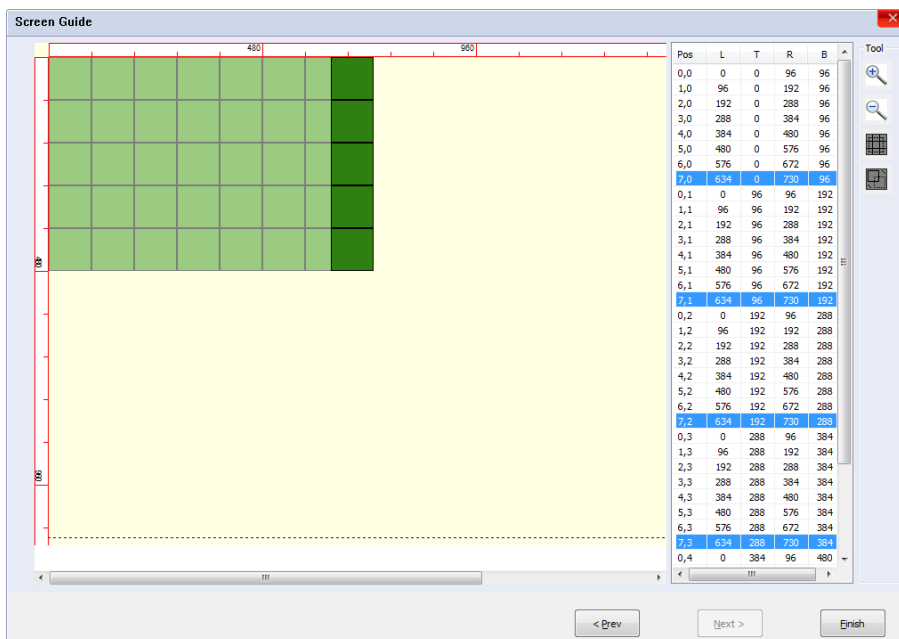 Screen Guide
480 960
480
960
Pos L T R B
0,0 0 0 96 96
1,0 96 0 192 96
2,0 192 0 288 96
3,0 288 0 384 96
4,0 384 0 480 96
5,0 480 0 576 96
6,0 576 0 672 96
7,0 634 0 730 96
0,1 0 96 96 192
1,1 96 96 192 192
2,1 192 96 288 192
3,1 288 96 384 192
4,1 384 96 480 192
5,1 480 96 576 192
6,1 576 96 672 192
7,1 634 96 730 192
0,2 0 192 96 288
1,2 96 192 192 288
2,2 192 192 288 288
3,2 288 192 384 288
4,2 384 192 480 288
5,2 480 192 576 288
6,2 576 192 672 288
7,2 634 192 730 288
0,3 0 288 96 384
1,3 96 288 192 384
2,3 192 288 288 384
3,3 288 288 384 384
4,3 384 288 480 384
5,3 480 288 576 384
6,3 576 288 672 384
7,3 634 288 730 384
0,4 0 384 96 480
Tool
< Prev Next > Finish